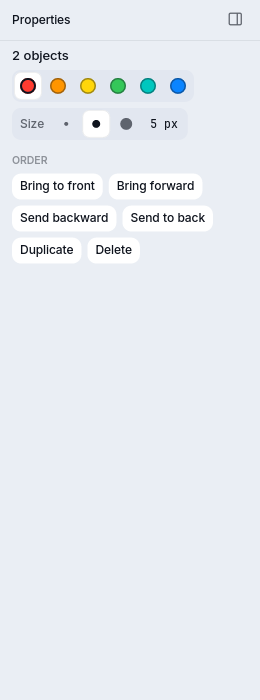 Properties
2 objects
Size 5 px
ORDER
Bring to front Bring forward
Send backward Send to back
Duplicate Delete